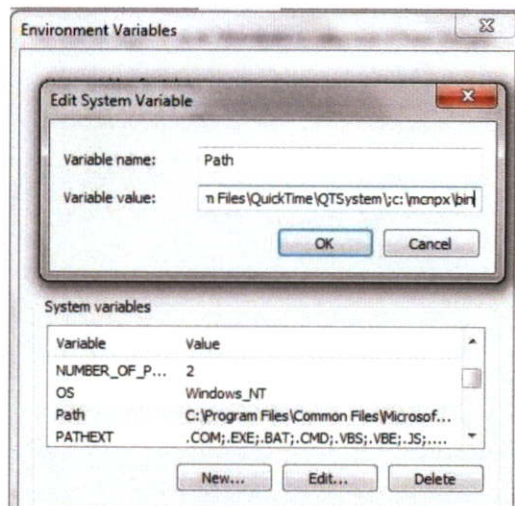 Environment Variables
Edit System Variable
Variable name: Path
Variable value: n Files\QuickTime\QTSystem\;c:\mcnpx\bin
OK Cancel
System variables
Variable Value
NUMBER_OF_P... 2
OS Windows_NT
Path C:\Program Files\Common Files\Microsof...
PATHEXT .COM;.EXE;.BAT;.CMD;.VBS;.VBE;.JS;....
New... Edit... Delete